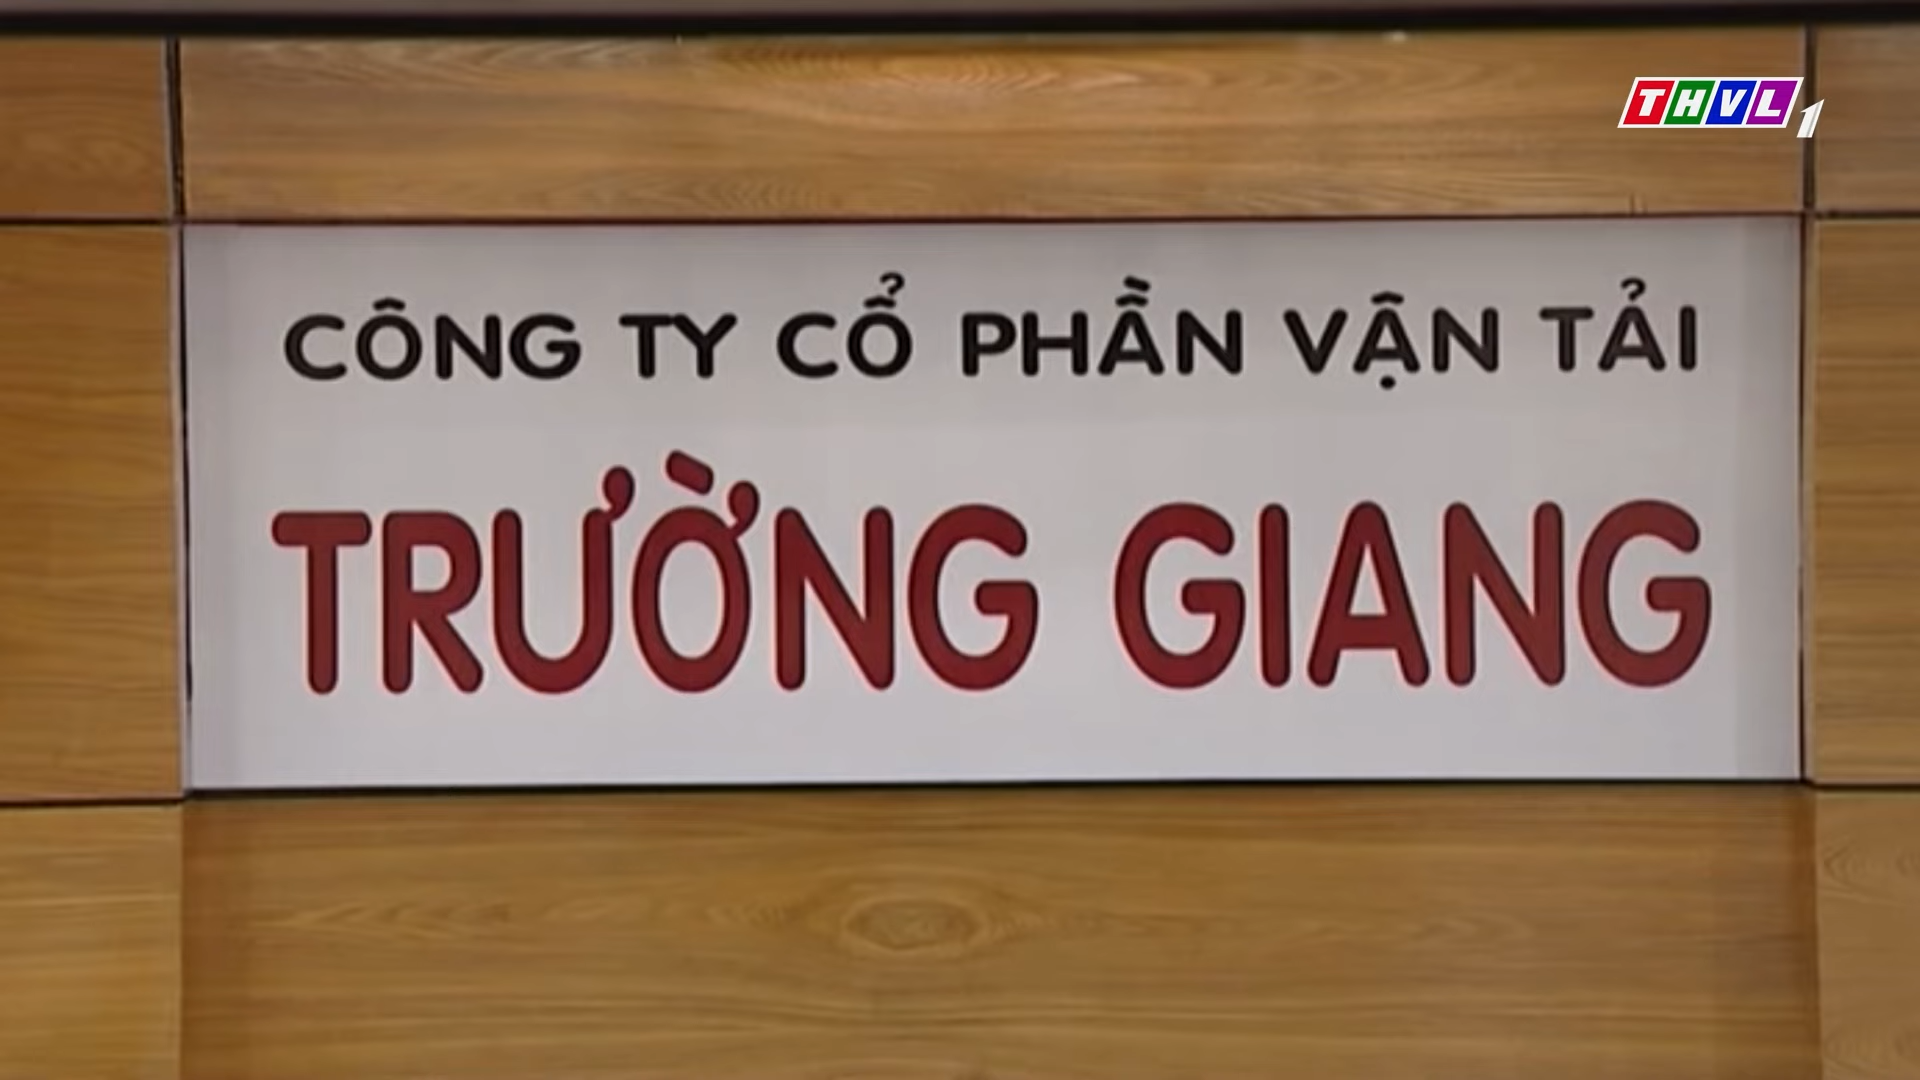 THVL1
CÔNG TY CỔ PHẦN VẬN TẢI
TRƯỜNG GIANG